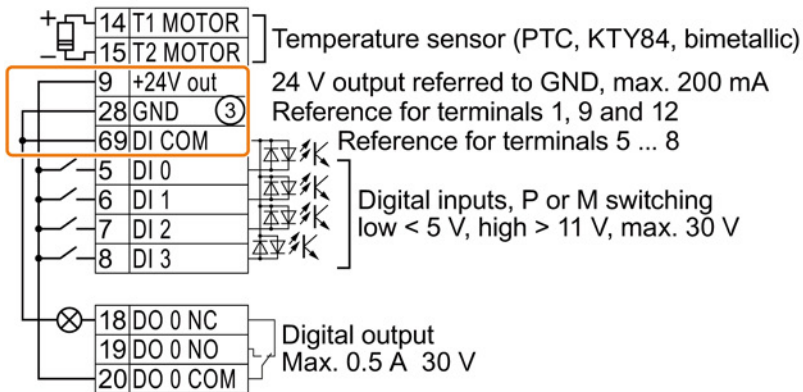 + 14 T1 MOTOR
– 15 T2 MOTOR
Temperature sensor (PTC, KTY84, bimetallic)
9 +24V out 24 V output referred to GND, max. 200 mA
28 GND ③ Reference for terminals 1, 9 and 12
69 DI COM Reference for terminals 5 ... 8
5 DI 0
6 DI 1
7 DI 2
8 DI 3
Digital inputs, P or M switching
low < 5 V, high > 11 V, max. 30 V
18 DO 0 NC
19 DO 0 NO
20 DO 0 COM
Digital output
Max. 0.5 A 30 V